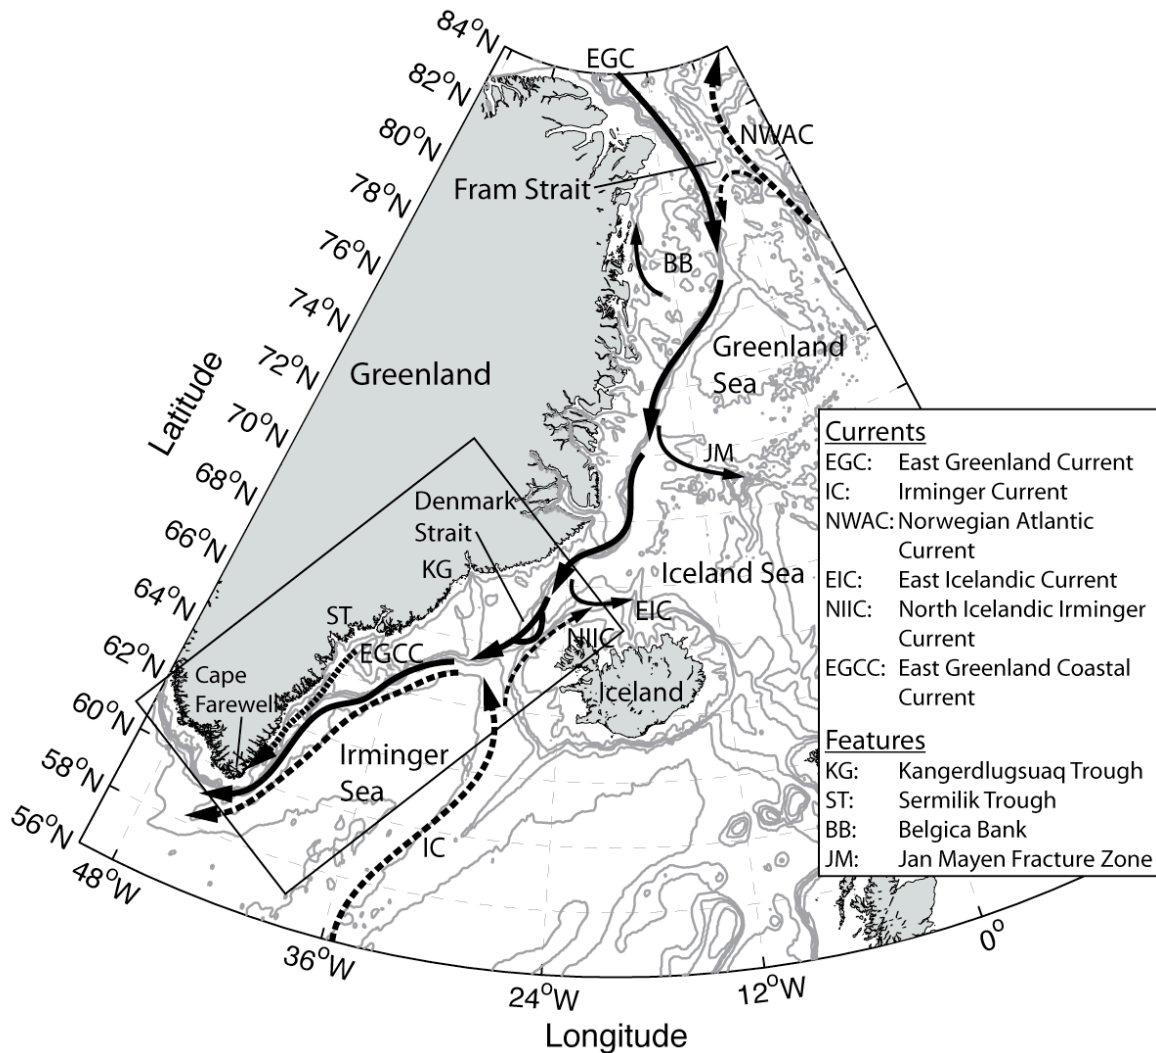 84°N
82°N
80°N
78°N
76°N
74°N
72°N
70°N
68°N
66°N
64°N
62°N
60°N
58°N
56°N
Latitude
EGC
NWAC
Fram Strait
BB
Greenland
Sea
Greenland
JM
Denmark
Strait
KG
Iceland Sea
ST
EIC
NIIC
EGCC
Iceland
Cape
Farewell
Irminger
Sea
IC
48°W
36°W
24°W
12°W
0°
Longitude
Currents
EGC: East Greenland Current
IC: Irminger Current
NWAC: Norwegian Atlantic
Current
EIC: East Icelandic Current
NIIC: North Icelandic Irminger
Current
EGCC: East Greenland Coastal
Current
Features
KG: Kangerdlugsuaq Trough
ST: Sermilik Trough
BB: Belgica Bank
JM: Jan Mayen Fracture Zone